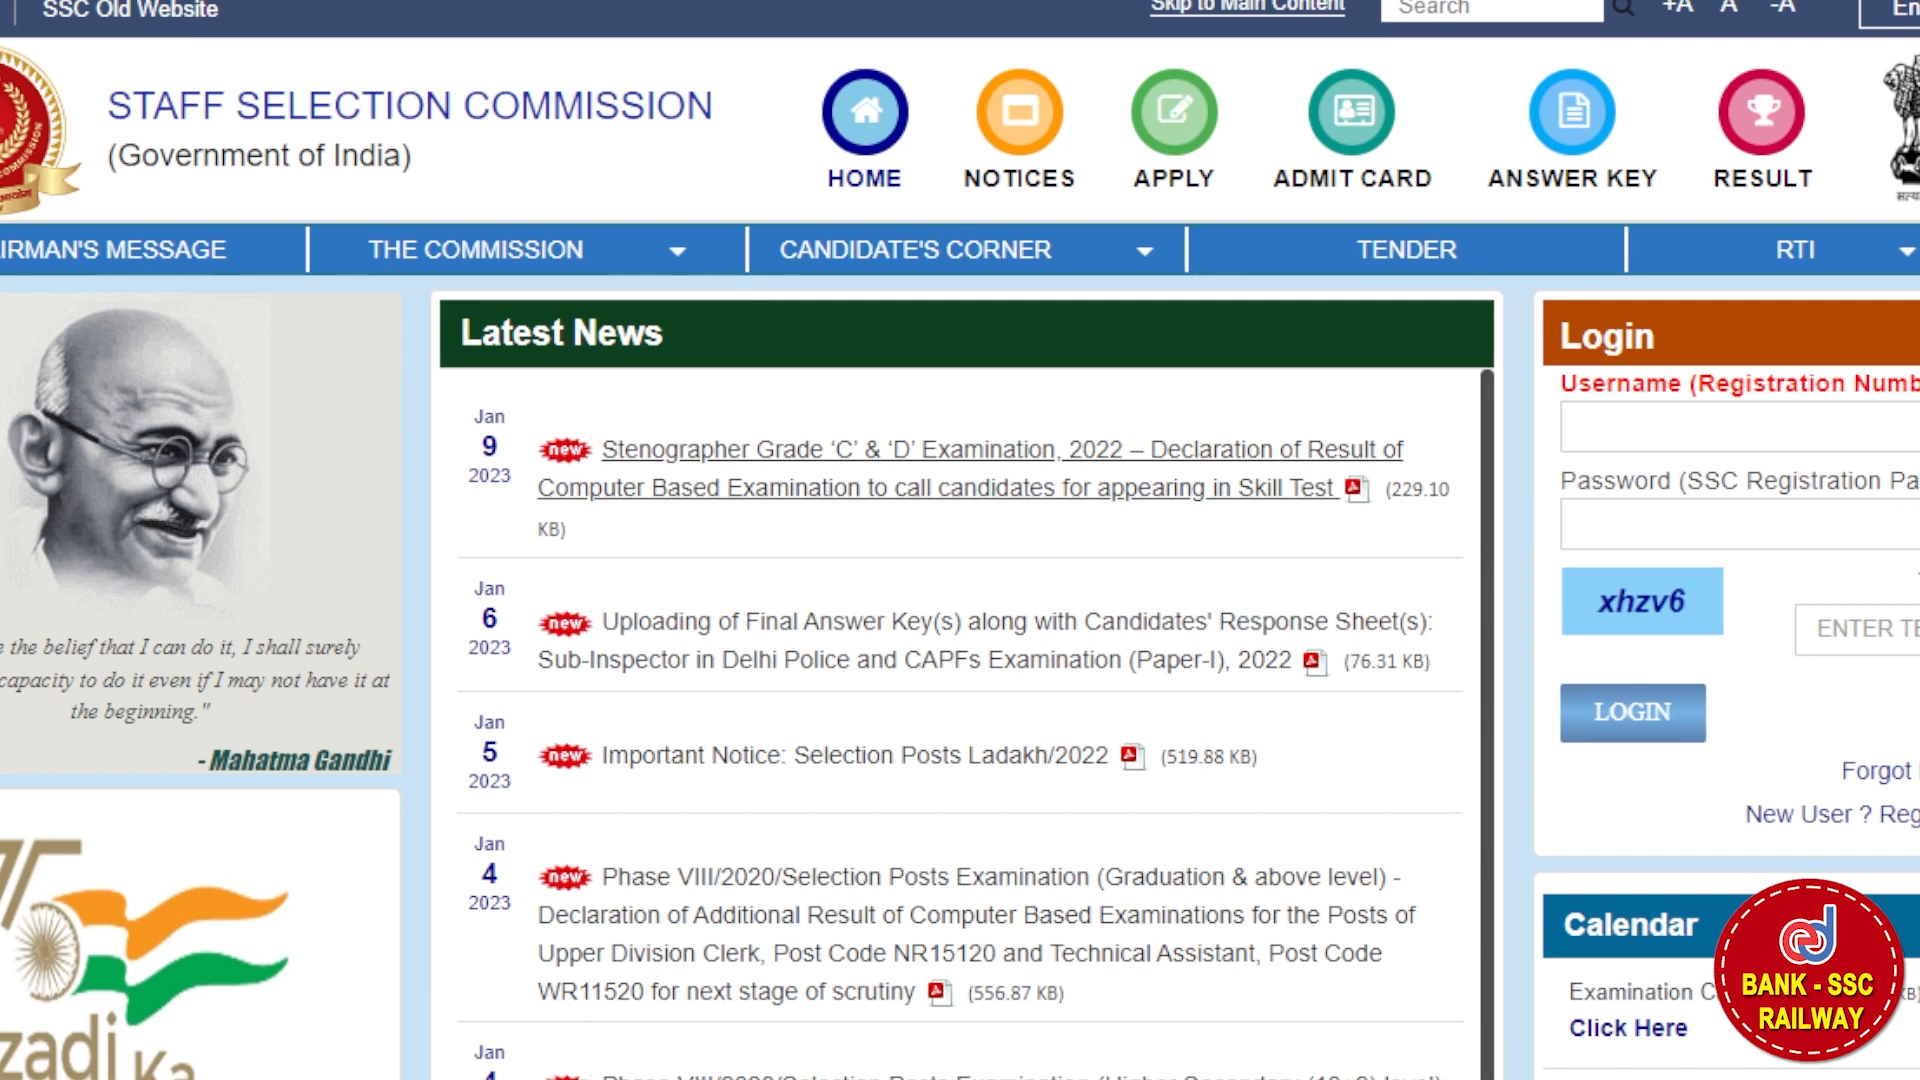 SSC Old Website
Skip to Main Content
Search
+A A -A
STAFF SELECTION COMMISSION
(Government of India)
HOME
NOTICES
APPLY
ADMIT CARD
ANSWER KEY
RESULT
IRMAN'S MESSAGE
THE COMMISSION
CANDIDATE'S CORNER
TENDER
RTI
the belief that I can do it, I shall surely
capacity to do it even if I may not have it at
the beginning."
- Mahatma Gandhi
Latest News
Jan
9
2023
new Stenographer Grade ‘C’ & ‘D’ Examination, 2022 – Declaration of Result of
Computer Based Examination to call candidates for appearing in Skill Test (229.10
KB)
Jan
6
2023
new Uploading of Final Answer Key(s) along with Candidates' Response Sheet(s):
Sub-Inspector in Delhi Police and CAPFs Examination (Paper-I), 2022 (76.31 KB)
Jan
5
2023
new Important Notice: Selection Posts Ladakh/2022 (519.88 KB)
Jan
4
2023
new Phase VIII/2020/Selection Posts Examination (Graduation & above level) -
Declaration of Additional Result of Computer Based Examinations for the Posts of
Upper Division Clerk, Post Code NR15120 and Technical Assistant, Post Code
WR11520 for next stage of scrutiny (556.87 KB)
Jan
Login
Username (Registration Numb
Password (SSC Registration Pa
xhzv6
ENTER TE
LOGIN
Forgot
New User ? Reg
Calendar
Examination C
Click Here
BANK - SSC
RAILWAY
zadi Ka